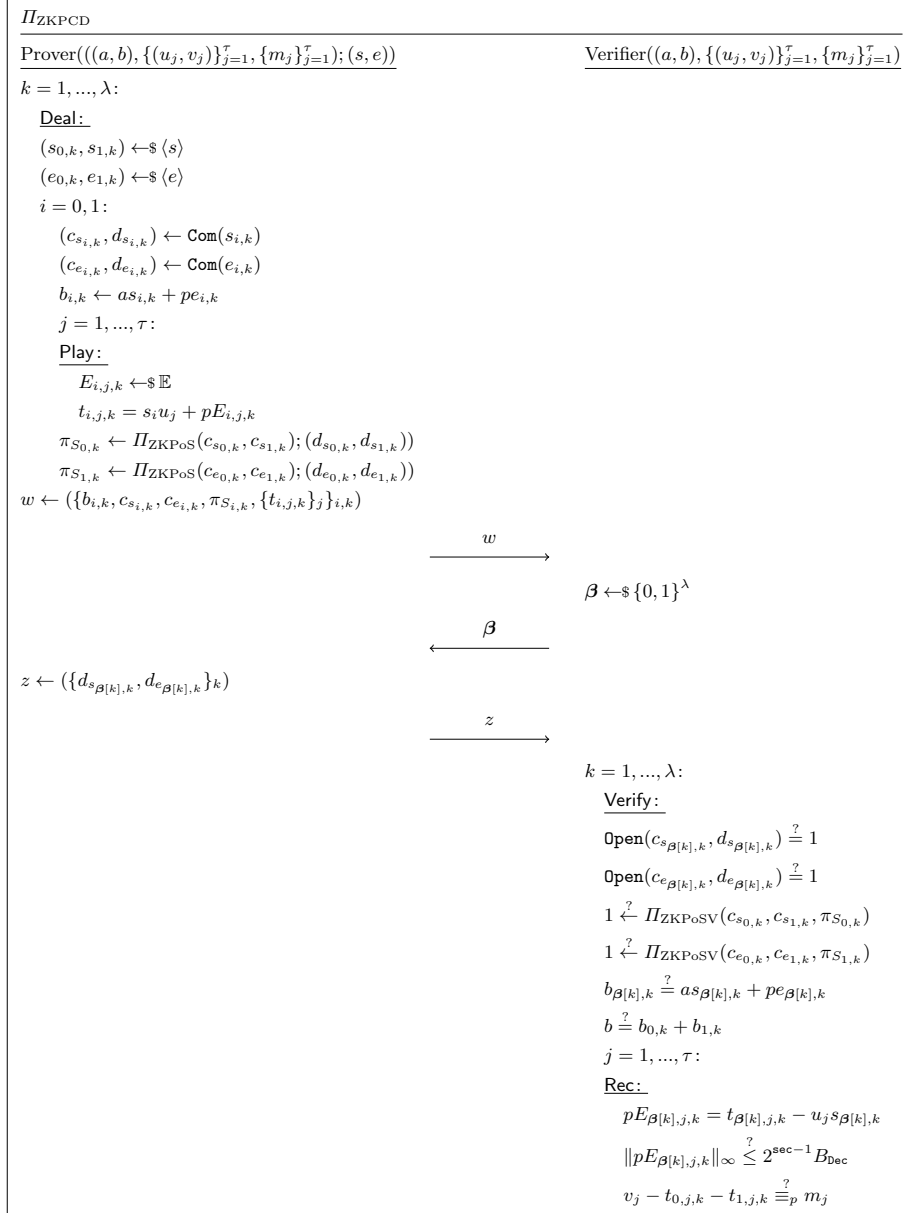 Π_ZKPCD
Prover(((a, b), {(u_j, v_j)}_{j=1}^τ, {m_j}_{j=1}^τ); (s, e)) Verifier((a, b), {(u_j, v_j)}_{j=1}^τ, {m_j}_{j=1}^τ)
k = 1, ..., λ:
Deal:
(s_{0,k}, s_{1,k}) ←$ ⟨s⟩
(e_{0,k}, e_{1,k}) ←$ ⟨e⟩
i = 0, 1:
(c_{s_{i,k}}, d_{s_{i,k}}) ← Com(s_{i,k})
(c_{e_{i,k}}, d_{e_{i,k}}) ← Com(e_{i,k})
b_{i,k} ← as_{i,k} + pe_{i,k}
j = 1, ..., τ:
Play:
E_{i,j,k} ←$ 𝔼
t_{i,j,k} = s_i u_j + pE_{i,j,k}
π_{S_{0,k}} ← Π_ZKPoS(c_{s_{0,k}}, c_{s_{1,k}}); (d_{s_{0,k}}, d_{s_{1,k}}))
π_{S_{1,k}} ← Π_ZKPoS(c_{e_{0,k}}, c_{e_{1,k}}); (d_{e_{0,k}}, d_{e_{1,k}}))
w ← ({b_{i,k}, c_{s_{i,k}}, c_{e_{i,k}}, π_{S_{i,k}}, {t_{i,j,k}}_j}_{i,k})
w
β ←$ {0, 1}^λ
β
z ← ({d_{s_{β[k],k}}, d_{e_{β[k],k}}}_k)
z
k = 1, ..., λ:
Verify:
Open(c_{s_{β[k],k}}, d_{s_{β[k],k}}) ≟ 1
Open(c_{e_{β[k],k}}, d_{e_{β[k],k}}) ≟ 1
1 ←? Π_ZKPoSV(c_{s_{0,k}}, c_{s_{1,k}}, π_{S_{0,k}})
1 ←? Π_ZKPoSV(c_{e_{0,k}}, c_{e_{1,k}}, π_{S_{1,k}})
b_{β[k],k} ≟ as_{β[k],k} + pe_{β[k],k}
b ≟ b_{0,k} + b_{1,k}
j = 1, ..., τ:
Rec:
pE_{β[k],j,k} = t_{β[k],j,k} − u_j s_{β[k],k}
‖pE_{β[k],j,k}‖_∞ ≤? 2^{sec−1} B_Dec
v_j − t_{0,j,k} − t_{1,j,k} ≡?_p m_j